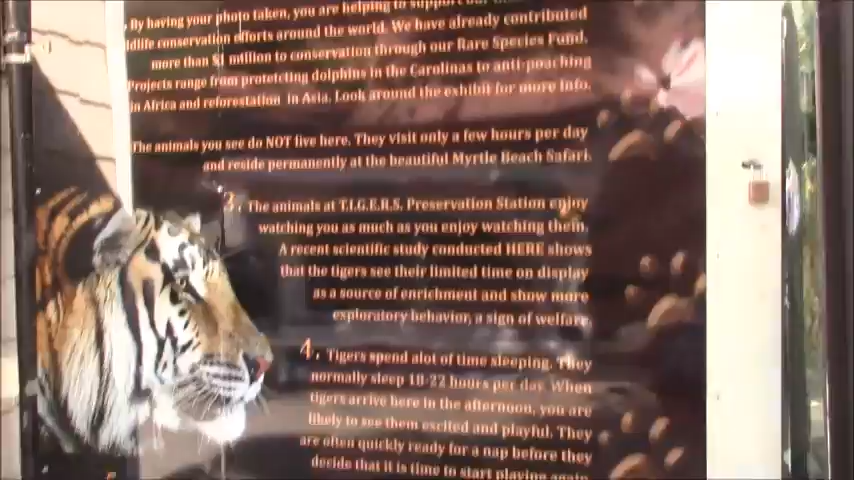 By having your photo taken, you are helping to support our
ldlife conservation efforts around the world. We have already contributed
more than $1 million to conservation through our Rare Species Fund.
Projects range from protecting dolphins in the Carolinas to anti-poaching
in Africa and reforestation in Asia. Look around the exhibit for more info.
The animals you see do NOT live here. They visit only a few hours per day
and reside permanently at the beautiful Myrtle Beach Safari.
3. The animals at T.I.G.E.R.S. Preservation Station enjoy
watching you as much as you enjoy watching them.
A recent scientific study conducted HERE shows
that the tigers see their limited time on display
as a source of enrichment and show more
exploratory behavior, a sign of welfare.
4. Tigers spend alot of time sleeping. They
normally sleep 18-22 hours per day. When
tigers arrive here in the afternoon, you are
likely to see them excited and playful. They
are often quickly ready for a nap before they
decide that it is time to start playing again